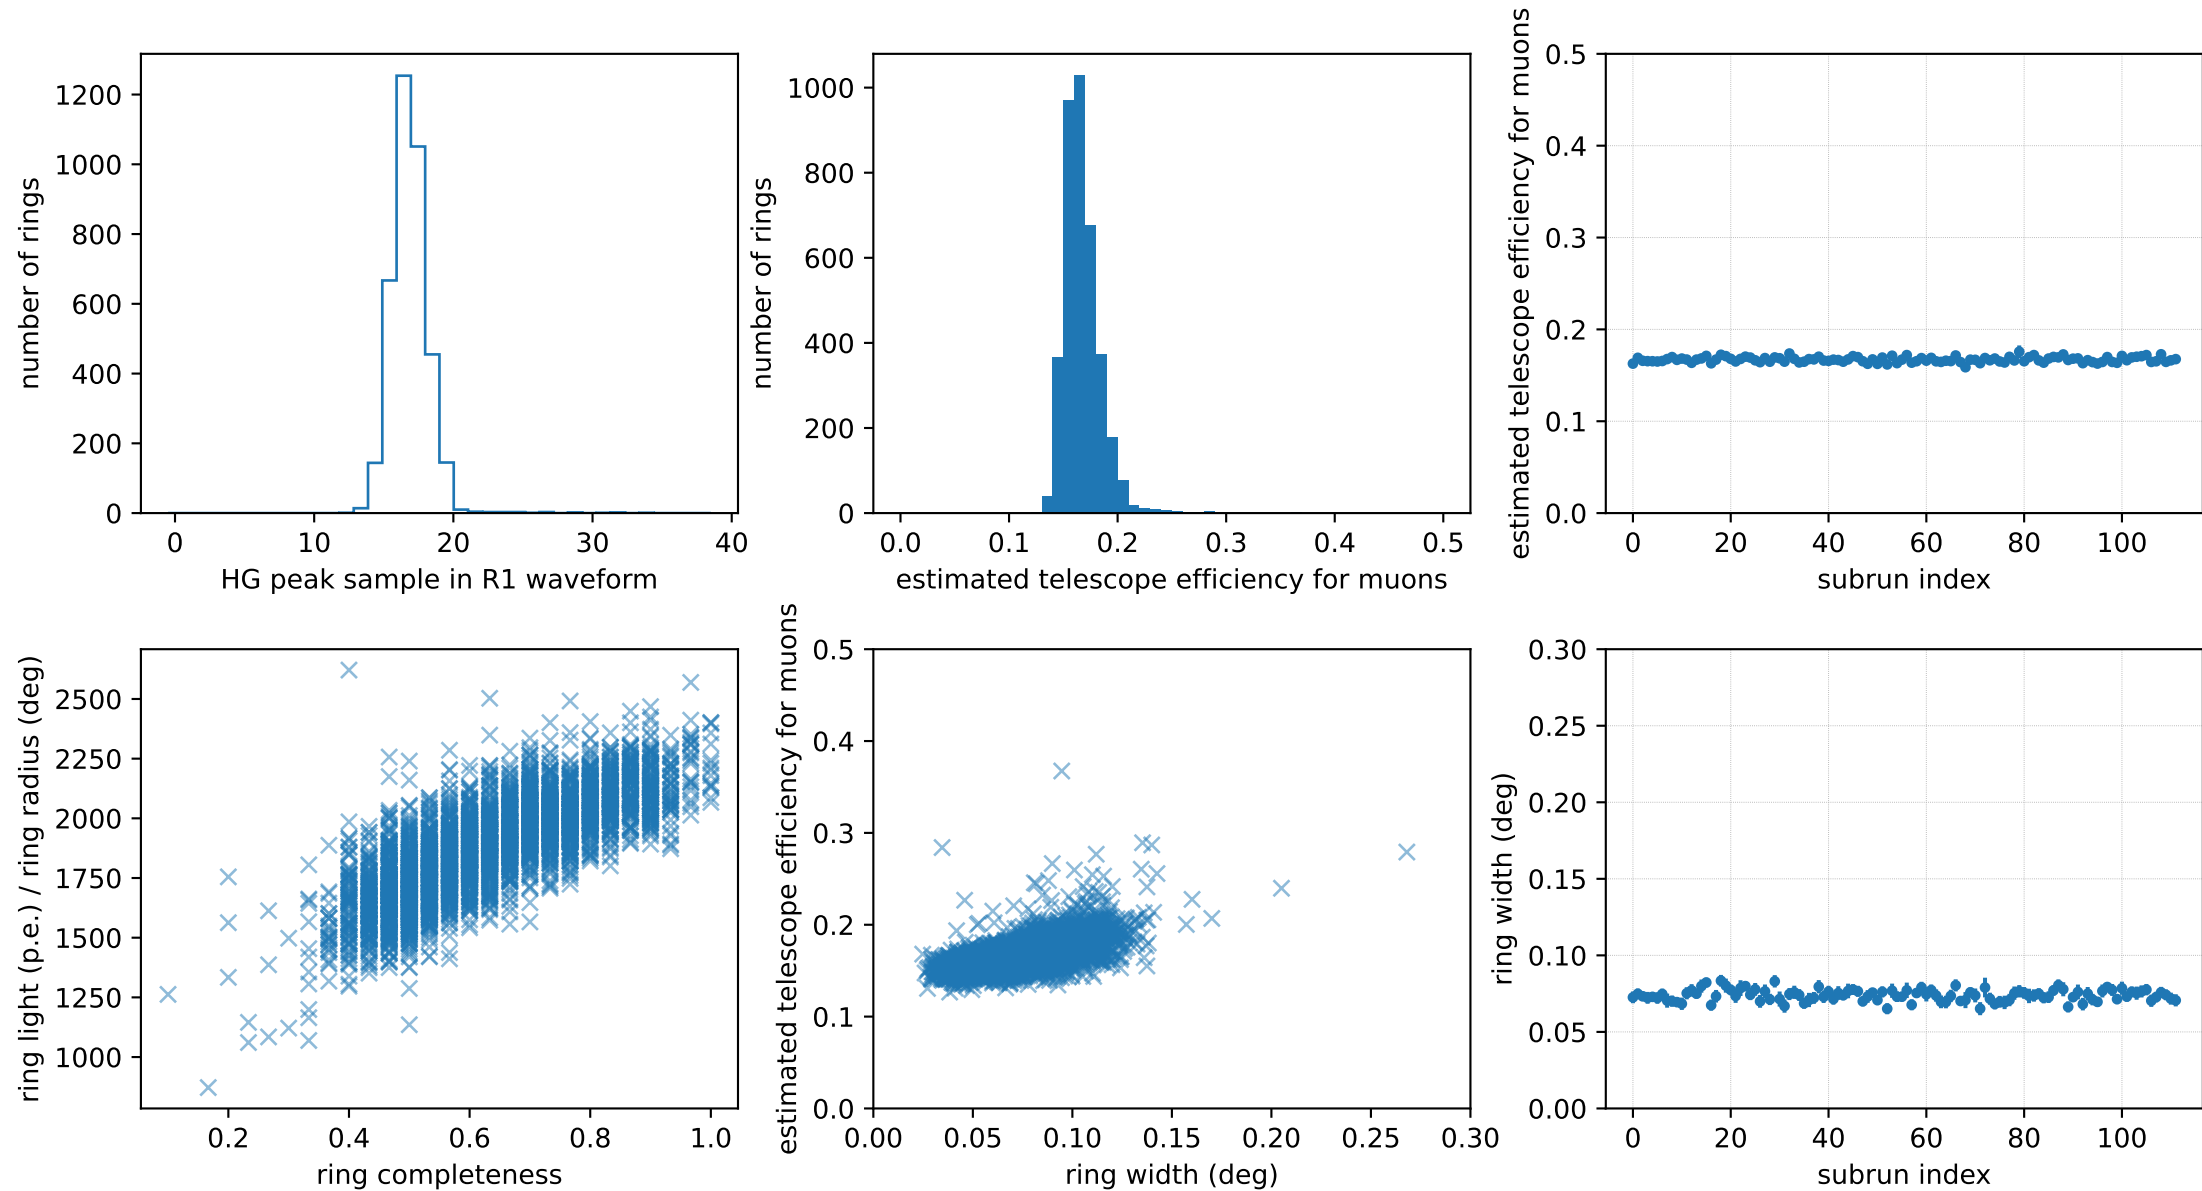 1200
1000
800
600
400
200
0
number of rings
0 10 20 30 40
HG peak sample in R1 waveform
1000
800
600
400
200
0
number of rings
0.0 0.1 0.2 0.3 0.4 0.5
estimated telescope efficiency for muons
0.5
0.4
0.3
0.2
0.1
0.0
estimated telescope efficiency for muons
0 20 40 60 80 100
subrun index
2500
2250
2000
1750
1500
1250
1000
ring light (p.e.) / ring radius (deg)
0.2 0.4 0.6 0.8 1.0
ring completeness
0.5
0.4
0.3
0.2
0.1
0.0
estimated telescope efficiency for muons
0.00 0.05 0.10 0.15 0.20 0.25 0.30
ring width (deg)
0.30
0.25
0.20
0.15
0.10
0.05
0.00
ring width (deg)
0 20 40 60 80 100
subrun index